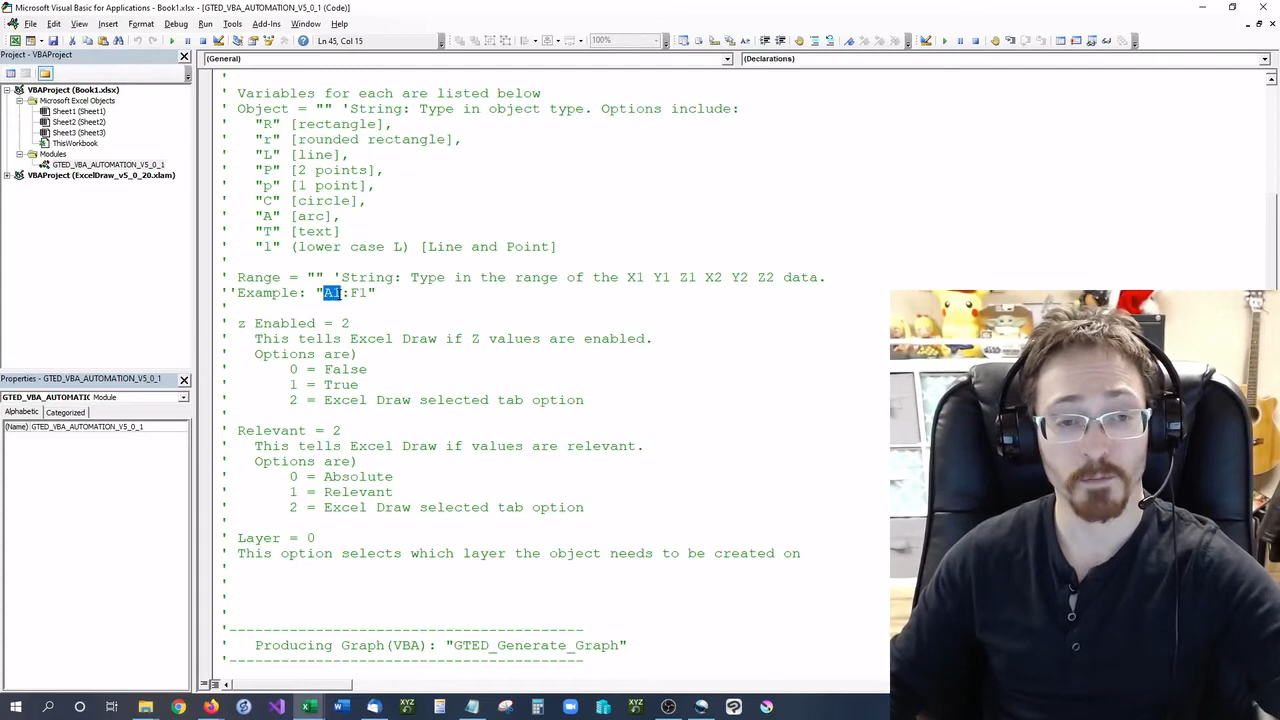 Microsoft Visual Basic for Applications - Book1.xlsx - [GTED_VBA_AUTOMATION_V5_0_1 (Code)]
File Edit View Insert Format Debug Run Tools Add-Ins Window Help
Ln 45, Col 15
100%
Project - VBAProject
(General)
(Declarations)
VBAProject (Book1.xlsx)
Microsoft Excel Objects
Sheet1 (Sheet1)
Sheet2 (Sheet2)
Sheet3 (Sheet3)
ThisWorkbook
Modules
GTED_VBA_AUTOMATION_V5_0_1
VBAProject (ExcelDraw_v5_0_20.xlam)
Properties - GTED_VBA_AUTOMATION_V5_0_1
GTED_VBA_AUTOMATIC Module
Alphabetic Categorized
(Name) GTED_VBA_AUTOMATION_V5_0_1
'
' Variables for each are listed below
' Object = "" 'String: Type in object type. Options include:
' "R" [rectangle],
' "r" [rounded rectangle],
' "L" [line],
' "P" [2 points],
' "p" [1 point],
' "C" [circle],
' "A" [arc],
' "T" [text]
' "l" (lower case L) [Line and Point]
'
' Range = "" 'String: Type in the range of the X1 Y1 Z1 X2 Y2 Z2 data.
''Example: "A1:F1"
'
' z Enabled = 2
' This tells Excel Draw if Z values are enabled.
' Options are)
' 0 = False
' 1 = True
' 2 = Excel Draw selected tab option
'
' Relevant = 2
' This tells Excel Draw if values are relevant.
' Options are)
' 0 = Absolute
' 1 = Relevant
' 2 = Excel Draw selected tab option
'
' Layer = 0
' This option selects which layer the object needs to be created on
'
'
'
'
'-----------------------------------------
' Producing Graph(VBA): "GTED_Generate_Graph"
'-----------------------------------------
XYZ
XYZ